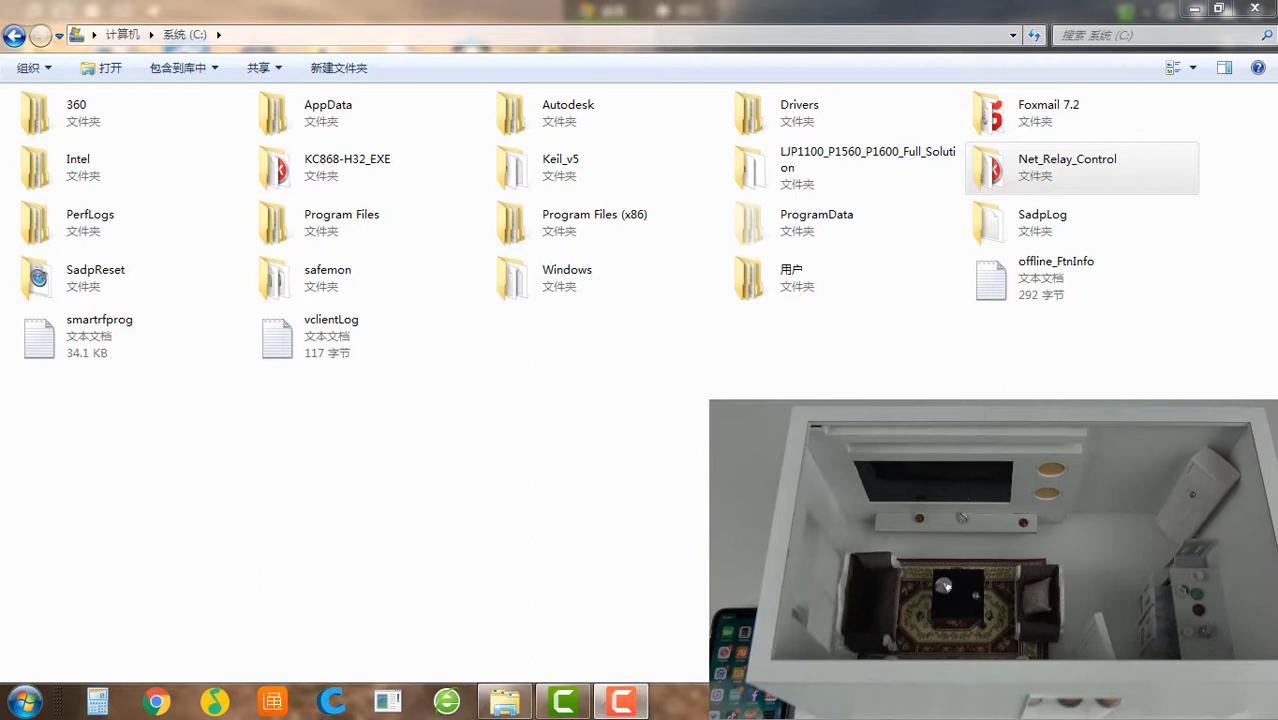 计算机 系统 (C:)
搜索 系统 (C:)
组织 打开 包含到库中 共享 新建文件夹
360
文件夹
AppData
文件夹
Autodesk
文件夹
Drivers
文件夹
Foxmail 7.2
文件夹
Intel
文件夹
KC868-H32_EXE
文件夹
Keil_v5
文件夹
LJP1100_P1560_P1600_Full_Soluti
on
文件夹
Net_Relay_Control
文件夹
PerfLogs
文件夹
Program Files
文件夹
Program Files (x86)
文件夹
ProgramData
文件夹
SadpLog
文件夹
SadpReset
文件夹
safemon
文件夹
Windows
文件夹
用户
文件夹
offline_FtnInfo
文本文档
292 字节
smartrfprog
文本文档
34.1 KB
vclientLog
文本文档
117 字节